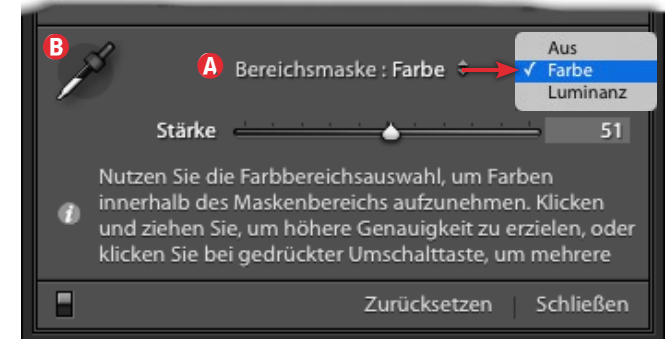 B
A Bereichsmaske : Farbe
Aus
✓ Farbe
Luminanz
Stärke 51
Nutzen Sie die Farbbereichsauswahl, um Farben
innerhalb des Maskenbereichs aufzunehmen. Klicken
und ziehen Sie, um höhere Genauigkeit zu erzielen, oder
klicken Sie bei gedrückter Umschalttaste, um mehrere
Zurücksetzen | Schließen